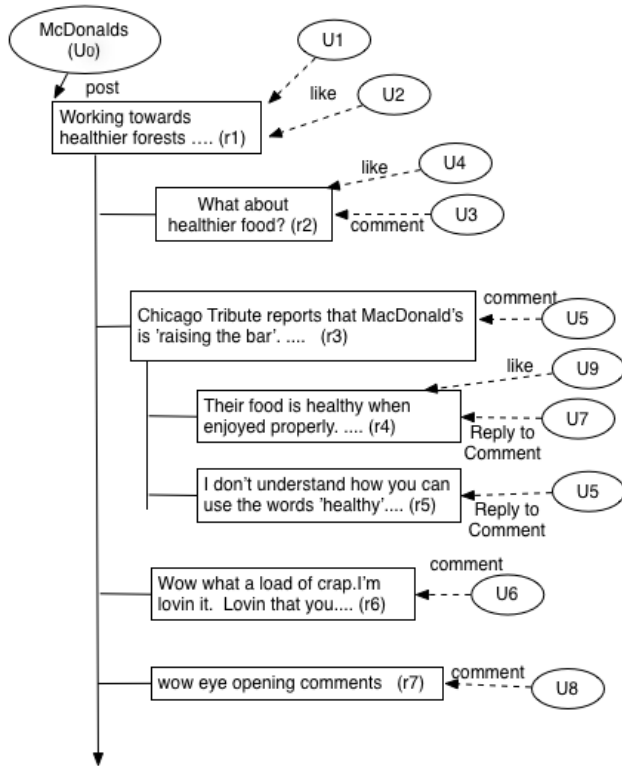 McDonalds
(U0)
post
U1
like
U2
Working towards
healthier forests .... (r1)
like
U4
What about
healthier food? (r2)
U3
comment
comment
Chicago Tribute reports that MacDonald's
is 'raising the bar'. .... (r3)
U5
like
U9
Their food is healthy when
enjoyed properly. .... (r4)
U7
Reply to
Comment
I don't understand how you can
use the words 'healthy'.... (r5)
U5
Reply to
Comment
comment
Wow what a load of crap.I'm
lovin it. Lovin that you.... (r6)
U6
wow eye opening comments (r7)
comment
U8